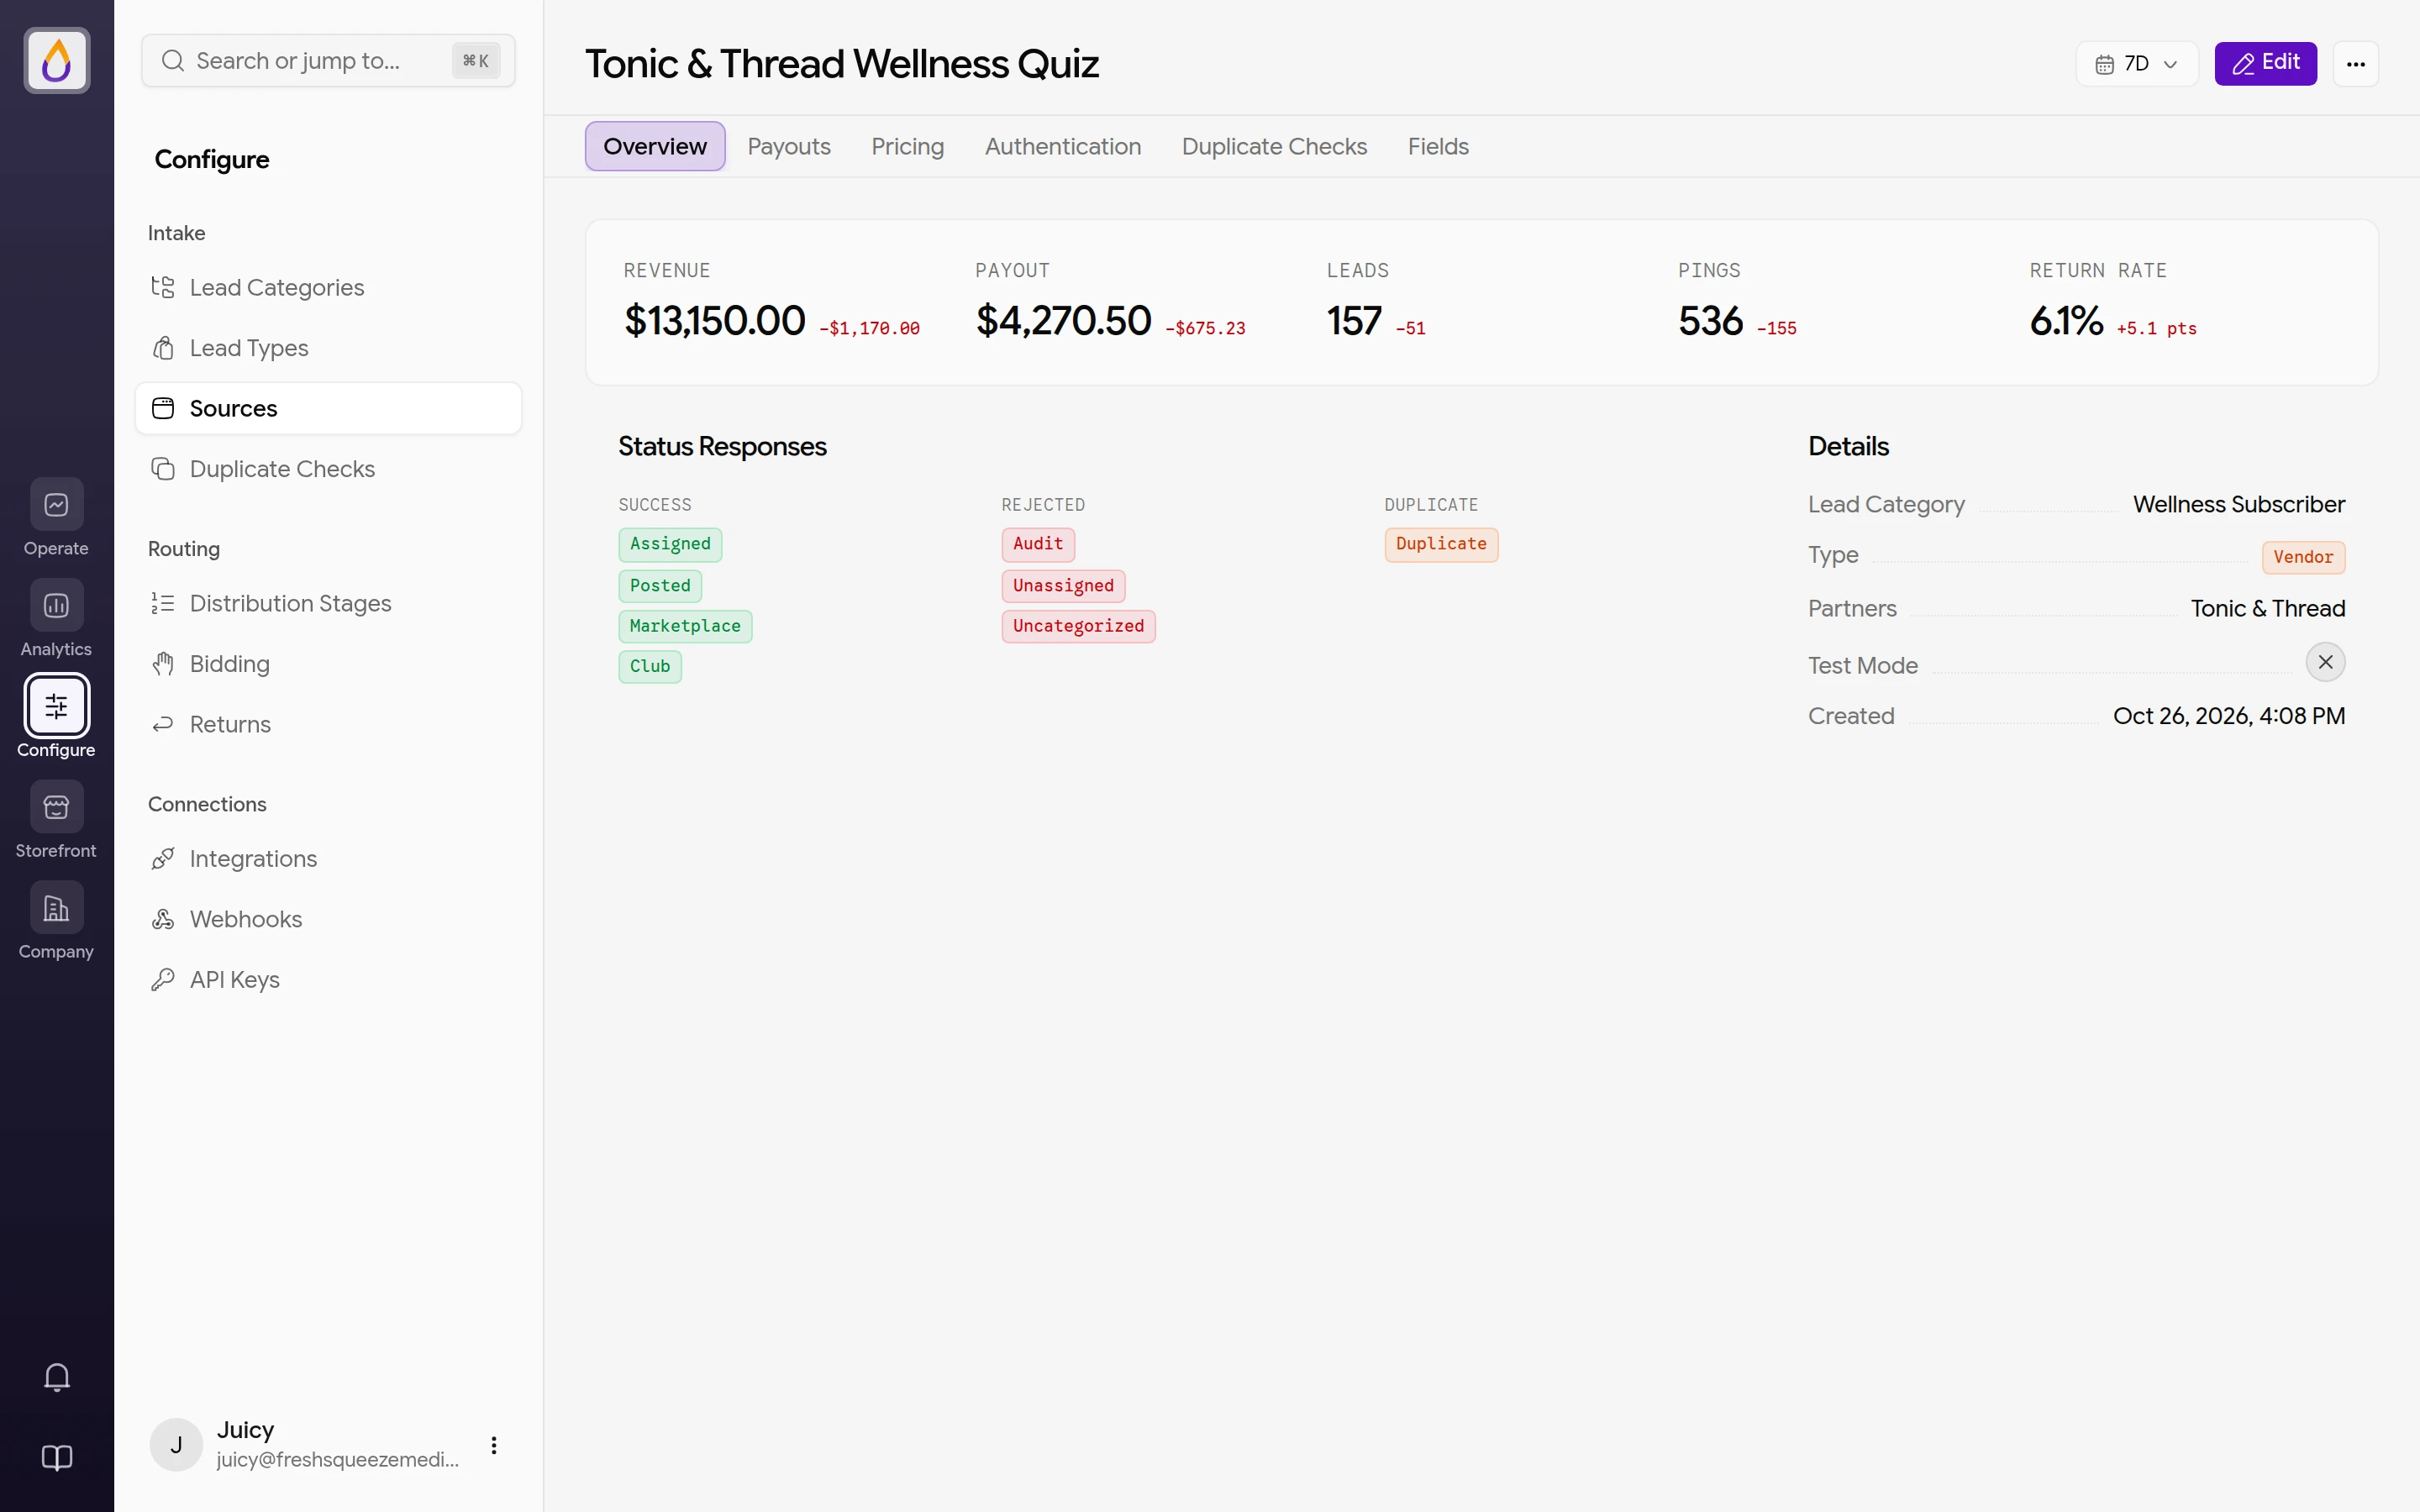 Search or jump to...
⌘K
Configure
Intake
Lead Categories
Lead Types
Sources
Duplicate Checks
Routing
Distribution Stages
Bidding
Returns
Connections
Integrations
Webhooks
API Keys
Operate
Analytics
Configure
Storefront
Company
J
Juicy
juicy@freshsqueezemedi...
Tonic & Thread Wellness Quiz
7D
Edit
Overview
Payouts
Pricing
Authentication
Duplicate Checks
Fields
REVENUE
$13,150.00 -$1,170.00
PAYOUT
$4,270.50 -$675.23
LEADS
157 -51
PINGS
536 -155
RETURN RATE
6.1% +5.1 pts
Status Responses
SUCCESS
Assigned
Posted
Marketplace
Club
REJECTED
Audit
Unassigned
Uncategorized
DUPLICATE
Duplicate
Details
Lead Category Wellness Subscriber
Type Vendor
Partners Tonic & Thread
Test Mode
Created Oct 26, 2026, 4:08 PM